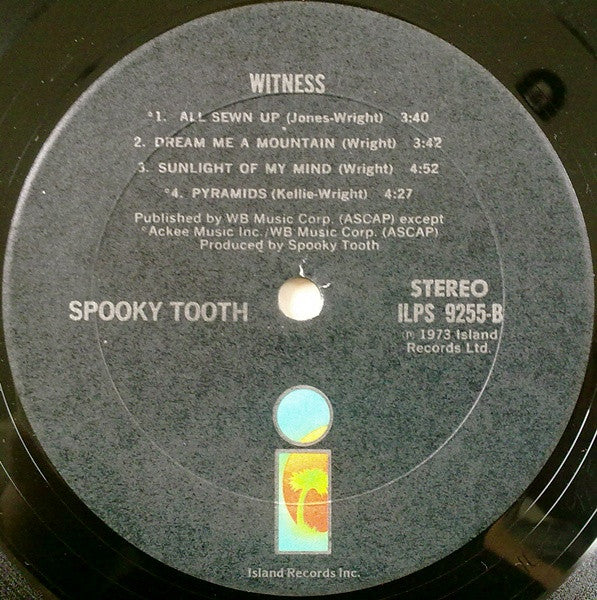 WITNESS
*1. ALL SEWN UP (Jones-Wright) 3:40
2. DREAM ME A MOUNTAIN (Wright) 3:42
3. SUNLIGHT OF MY MIND (Wright) 4:52
*4. PYRAMIDS (Kellie-Wright) 4:27
Published by WB Music Corp. (ASCAP) except
*Ackee Music Inc./WB Music Corp. (ASCAP)
Produced by Spooky Tooth
SPOOKY TOOTH
STEREO
ILPS 9255-B
℗ 1973 Island
Records Ltd.
Island Records Inc.